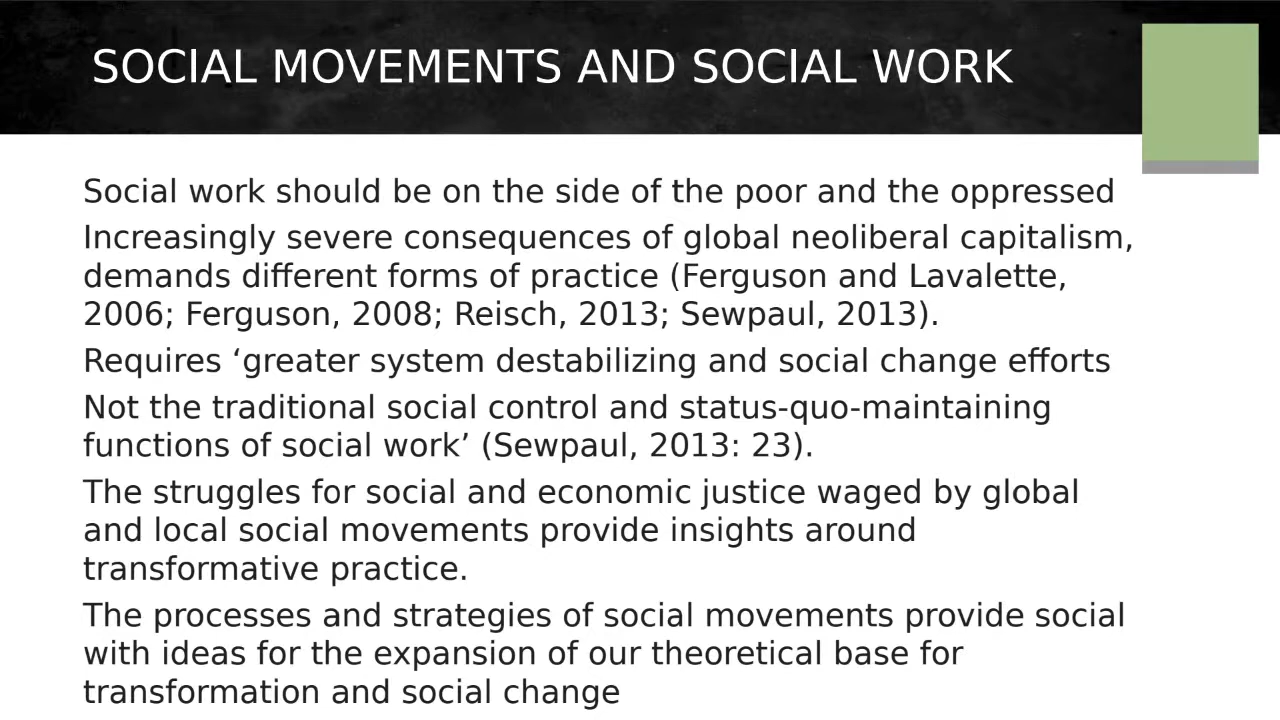 SOCIAL MOVEMENTS AND SOCIAL WORK
Social work should be on the side of the poor and the oppressed
Increasingly severe consequences of global neoliberal capitalism,
demands different forms of practice (Ferguson and Lavalette,
2006; Ferguson, 2008; Reisch, 2013; Sewpaul, 2013).
Requires ‘greater system destabilizing and social change efforts
Not the traditional social control and status-quo-maintaining
functions of social work’ (Sewpaul, 2013: 23).
The struggles for social and economic justice waged by global
and local social movements provide insights around
transformative practice.
The processes and strategies of social movements provide social
with ideas for the expansion of our theoretical base for
transformation and social change